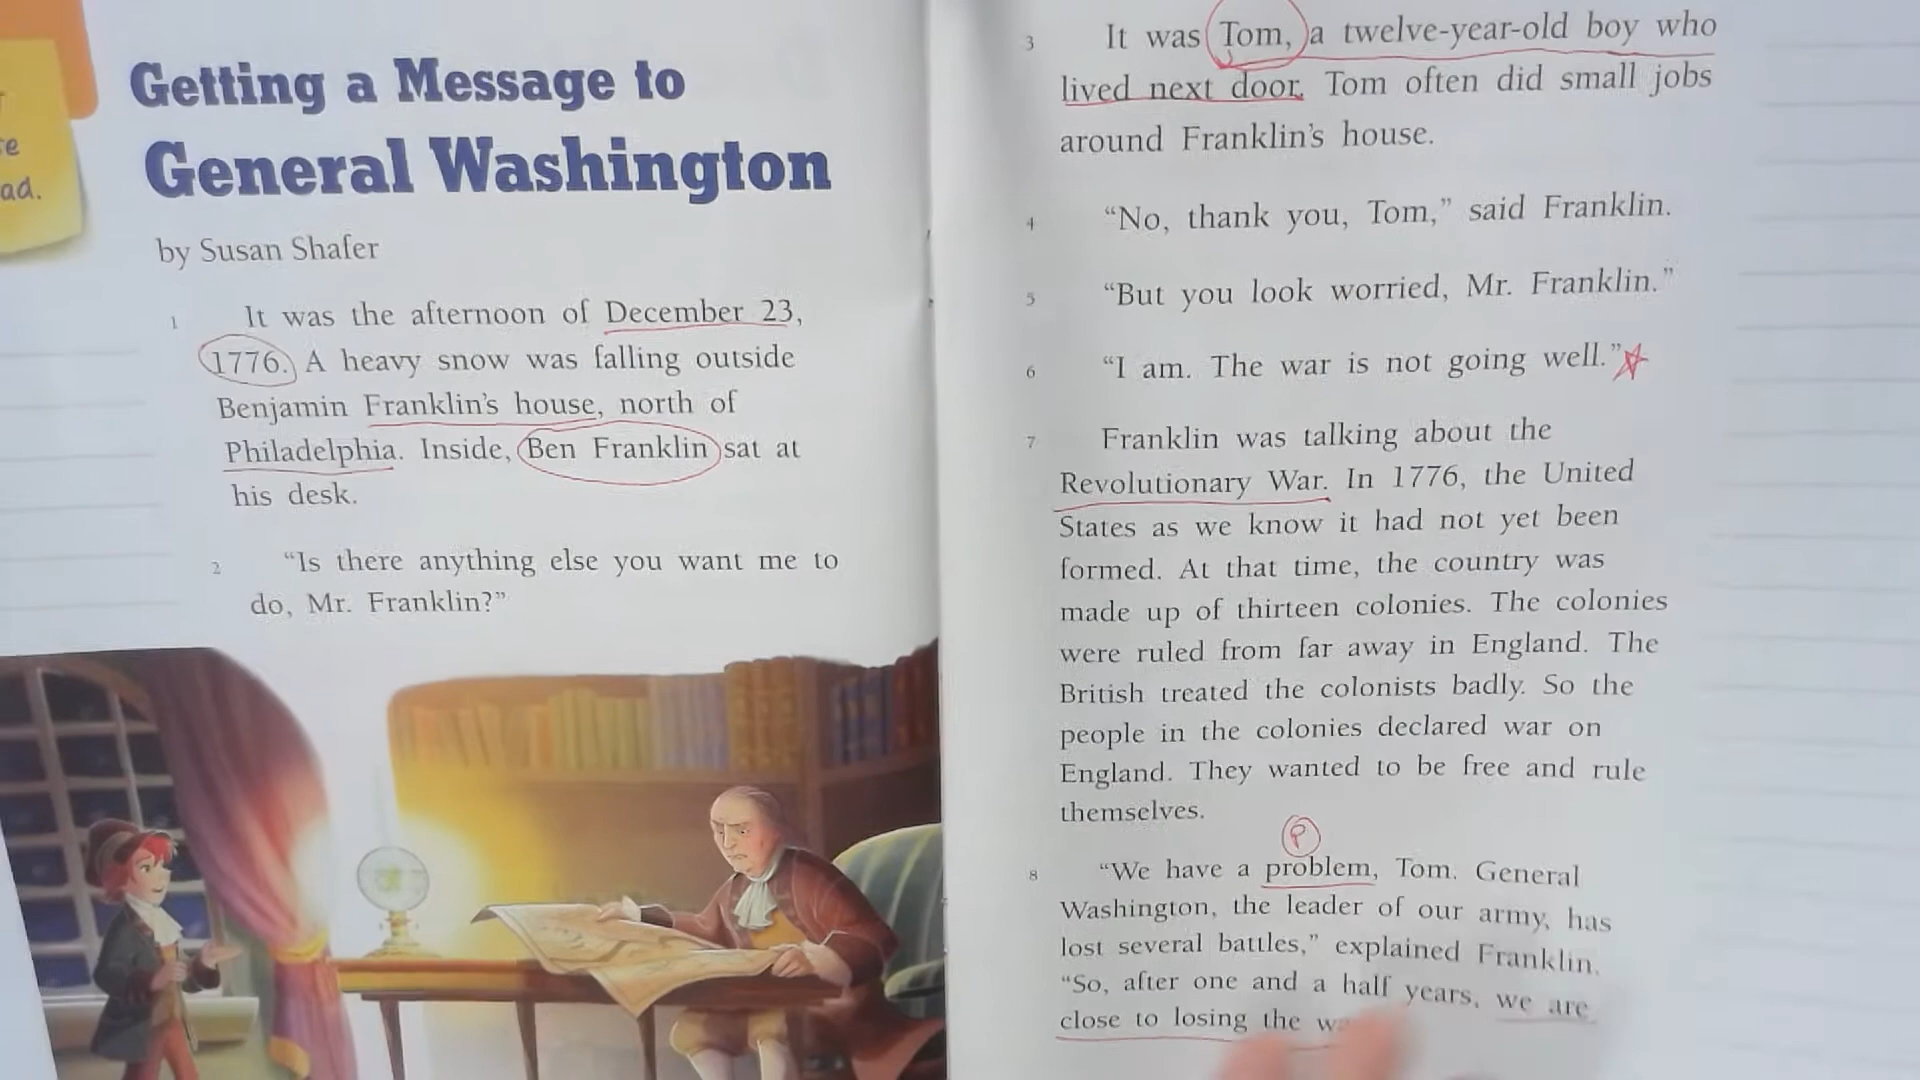 ad.
Getting a Message to
General Washington
by Susan Shafer
1 It was the afternoon of December 23,
1776. A heavy snow was falling outside
Benjamin Franklin's house, north of
Philadelphia. Inside, Ben Franklin sat at
his desk.
2 “Is there anything else you want me to
do, Mr. Franklin?”
3 It was Tom, a twelve-year-old boy who
lived next door. Tom often did small jobs
around Franklin's house.
4 “No, thank you, Tom,” said Franklin.
5 “But you look worried, Mr. Franklin.”
6 “I am. The war is not going well.”
7 Franklin was talking about the
Revolutionary War. In 1776, the United
States as we know it had not yet been
formed. At that time, the country was
made up of thirteen colonies. The colonies
were ruled from far away in England. The
British treated the colonists badly. So the
people in the colonies declared war on
England. They wanted to be free and rule
themselves.
P
8 “We have a problem, Tom. General
Washington, the leader of our army, has
lost several battles,” explained Franklin.
“So, after one and a half years, we are
close to losing the